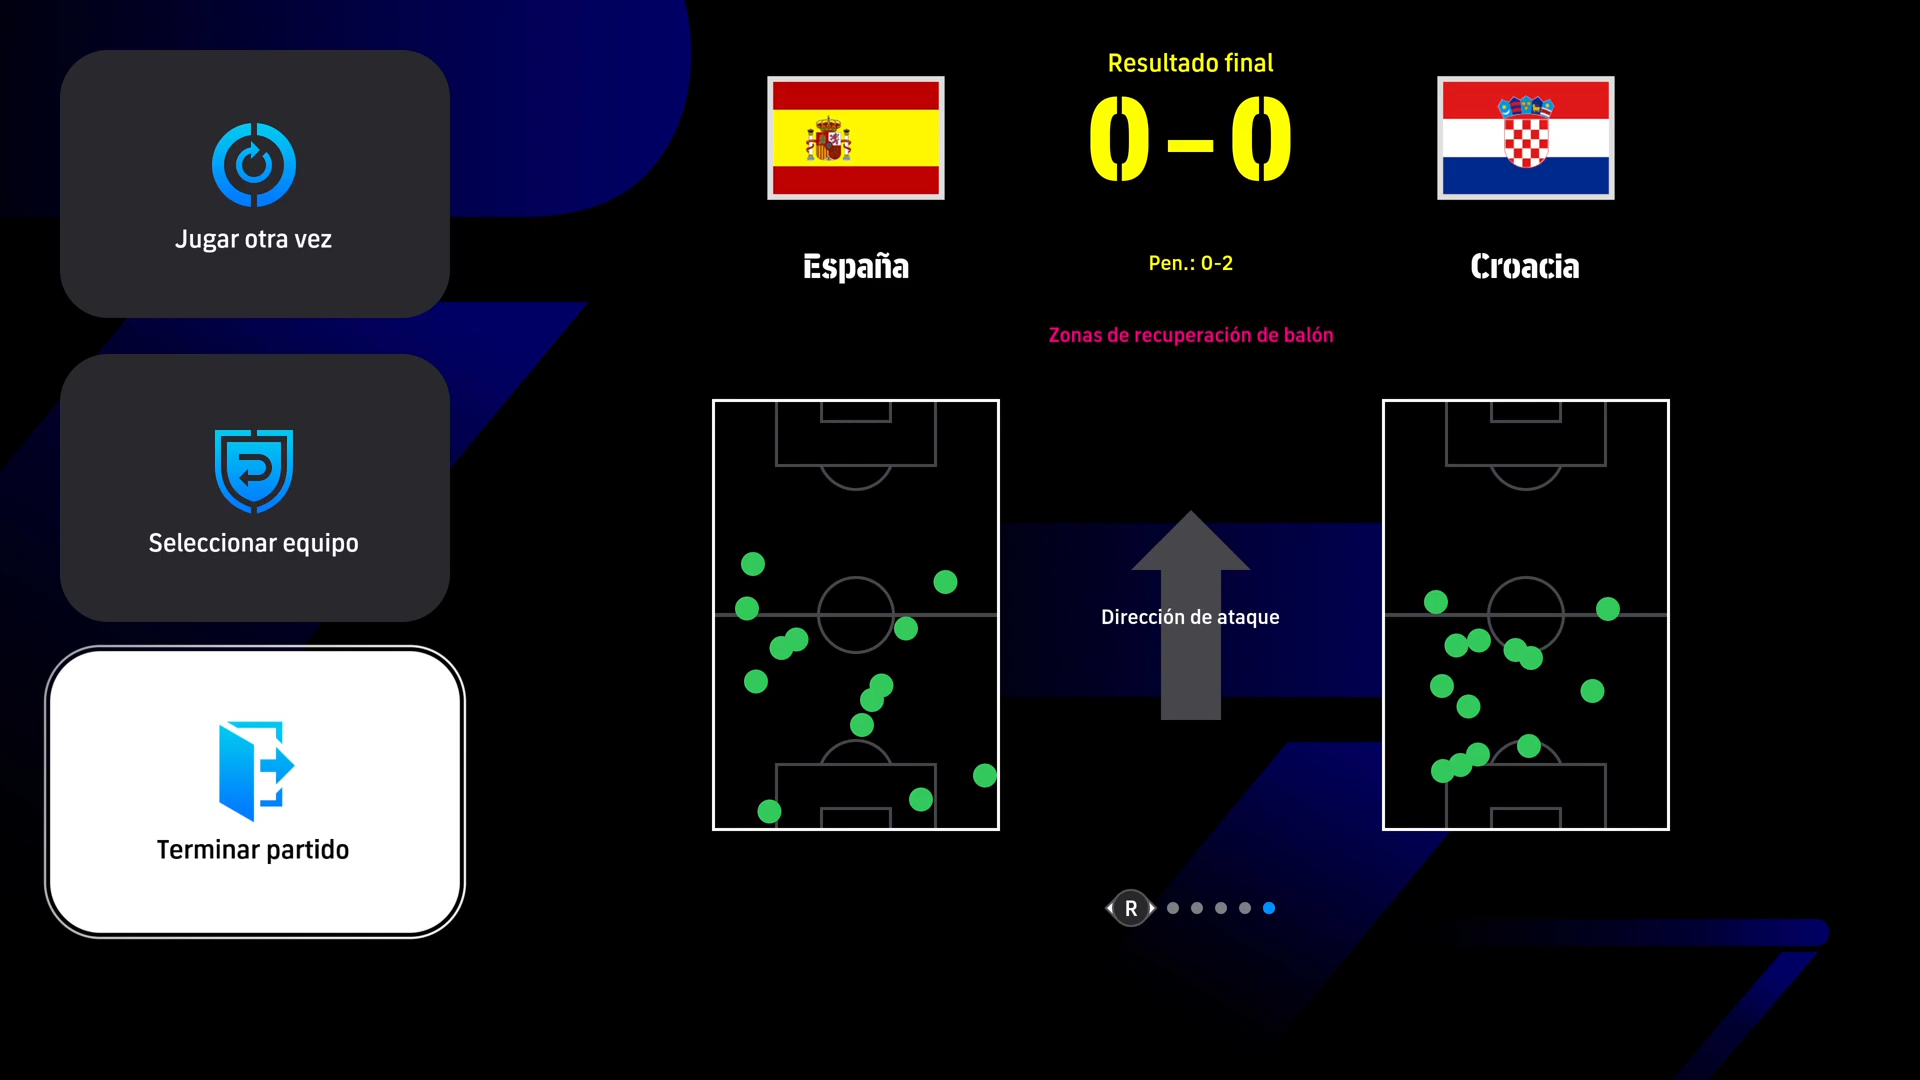 Jugar otra vez
Seleccionar equipo
Terminar partido
Resultado final
0 – 0
España
Pen.: 0-2
Croacia
Zonas de recuperación de balón
Dirección de ataque
R